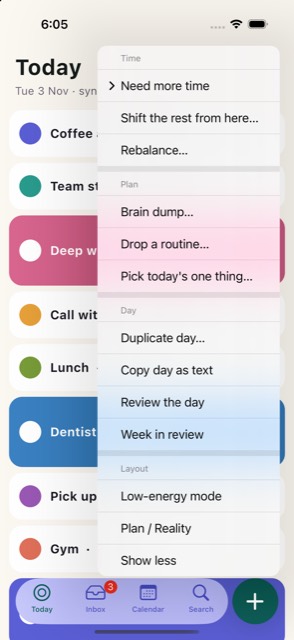 6:05
Today
Tue 3 Nov · syn
Time
Need more time
Coffee
Shift the rest from here...
Rebalance...
Team st
Plan
Brain dump...
Deep w
Drop a routine...
Pick today's one thing...
Call wit
Day
Duplicate day...
Lunch ·
Copy day as text
Review the day
Dentist
Week in review
Layout
Pick up
Low-energy mode
Plan / Reality
Gym ·
Show less
3
Today
Inbox
Calendar
Search